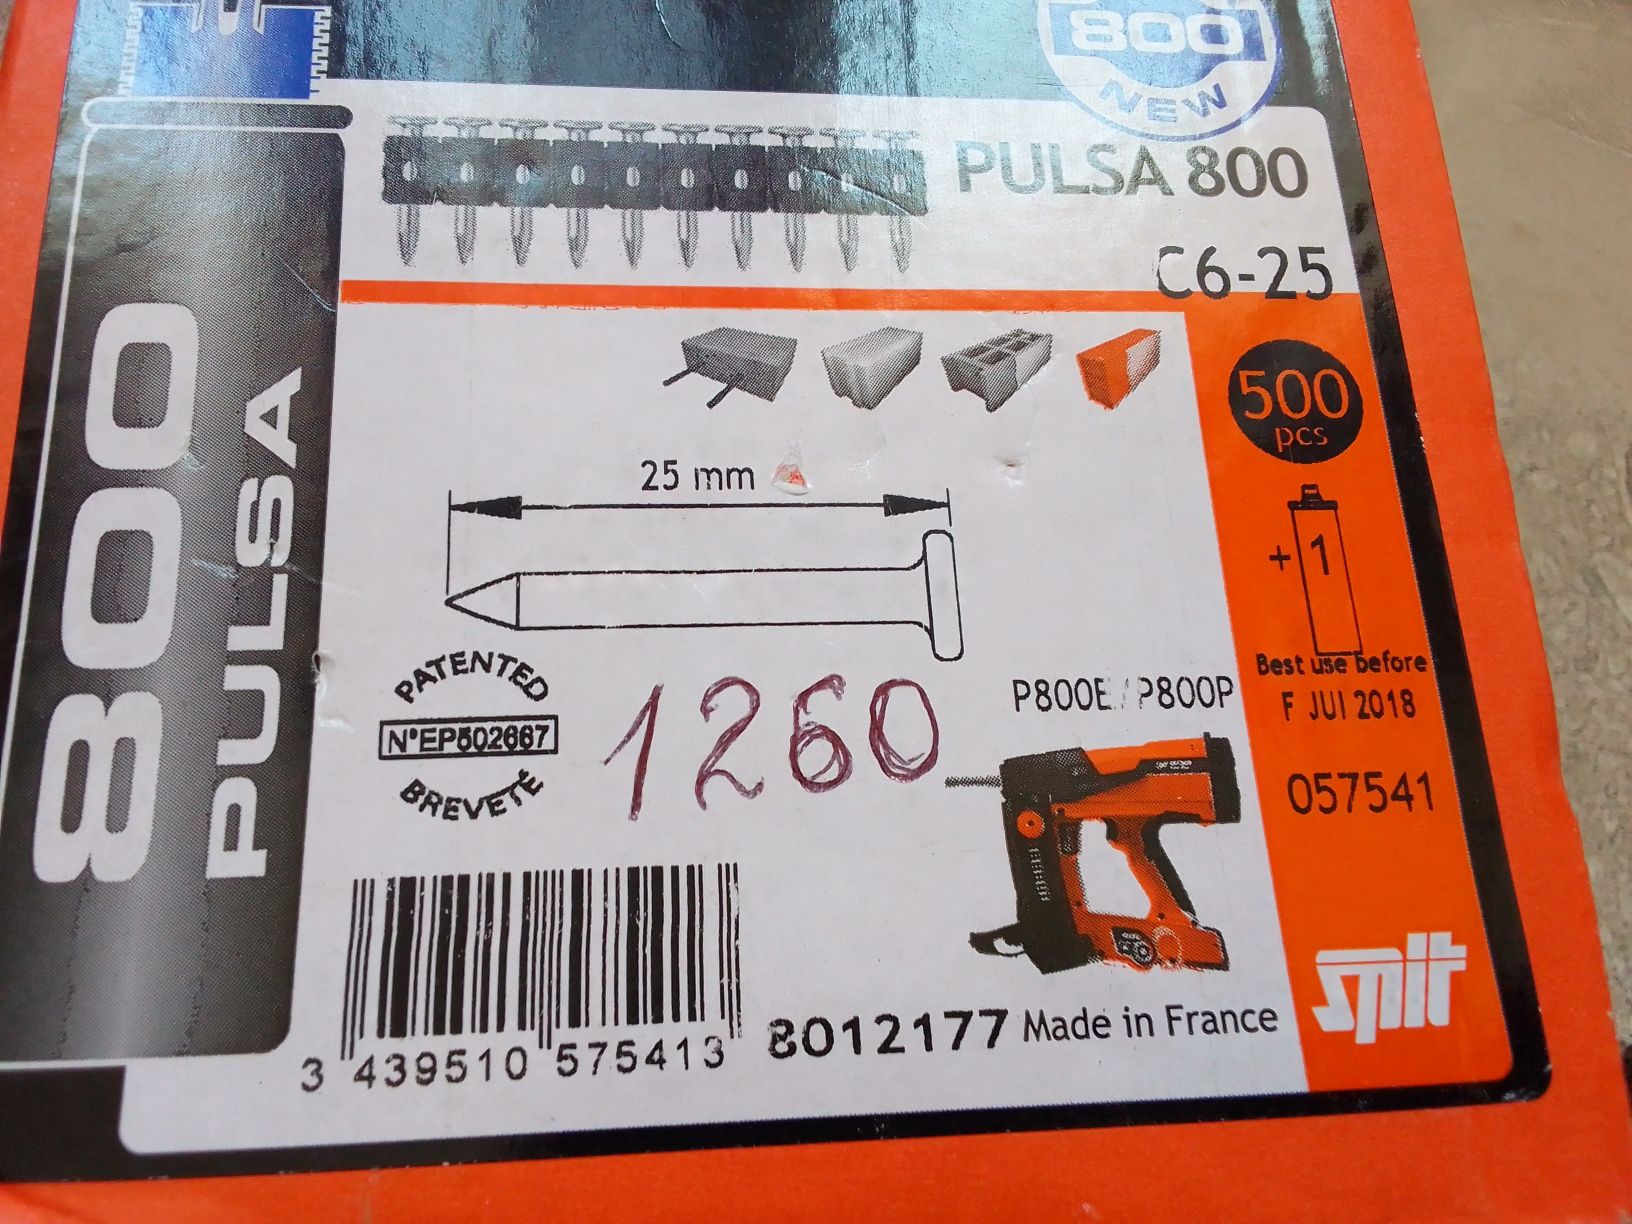 800
NEW
PULSA 800
C6-25
500
pcs
25 mm
+ 1
Best use before
F JUI 2018
057541
PATENTED
N°EP502667
BREVETE
1260
P800E / P800P
800
PULSA
3 439510 575413
8012177 Made in France
spit